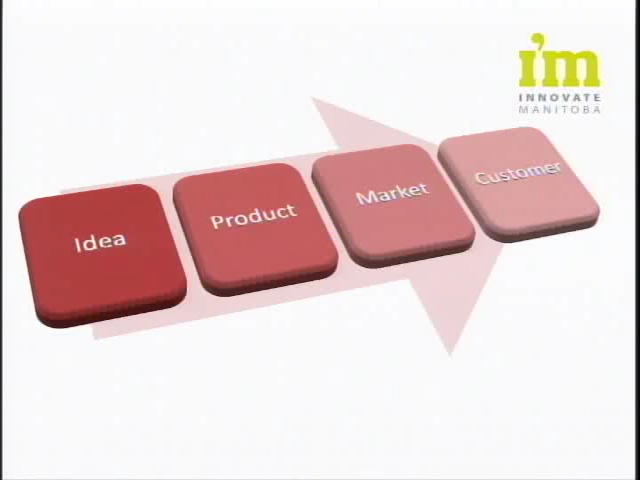 i'm
INNOVATE
MANITOBA
Idea
Product
Market
Customer